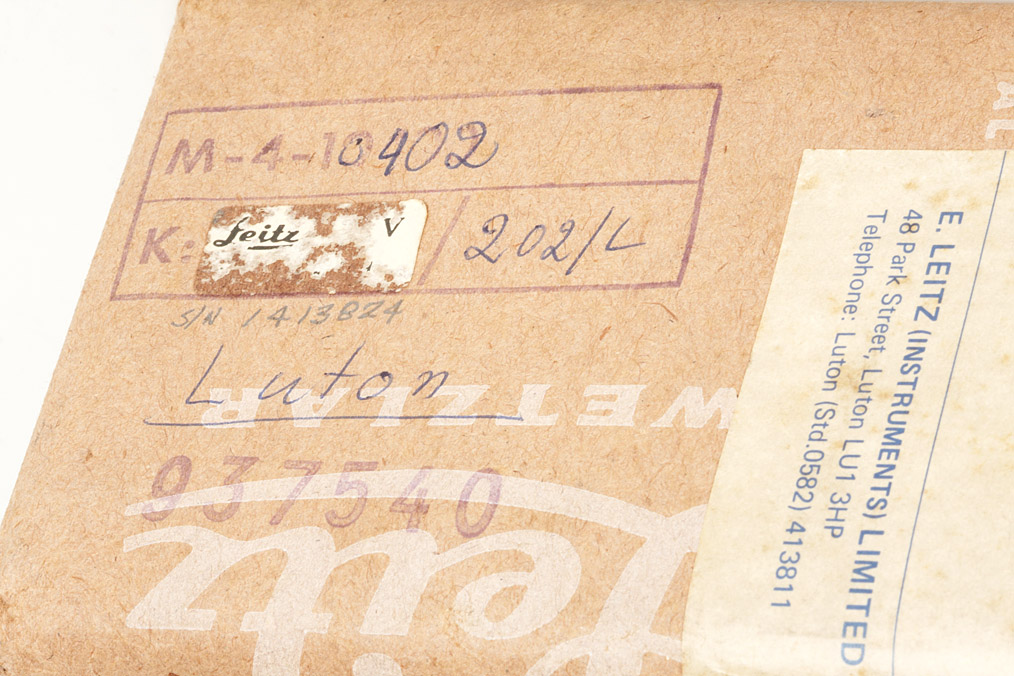 M-4-10402
K: Leitz V / 202/L
S/N 1413824
Luton
WETZLAR
937540
Leitz
E. LEITZ (INSTRUMENTS) LIMITED
48 Park Street, Luton LU1 3HP
Telephone: Luton (Std.0582) 413811